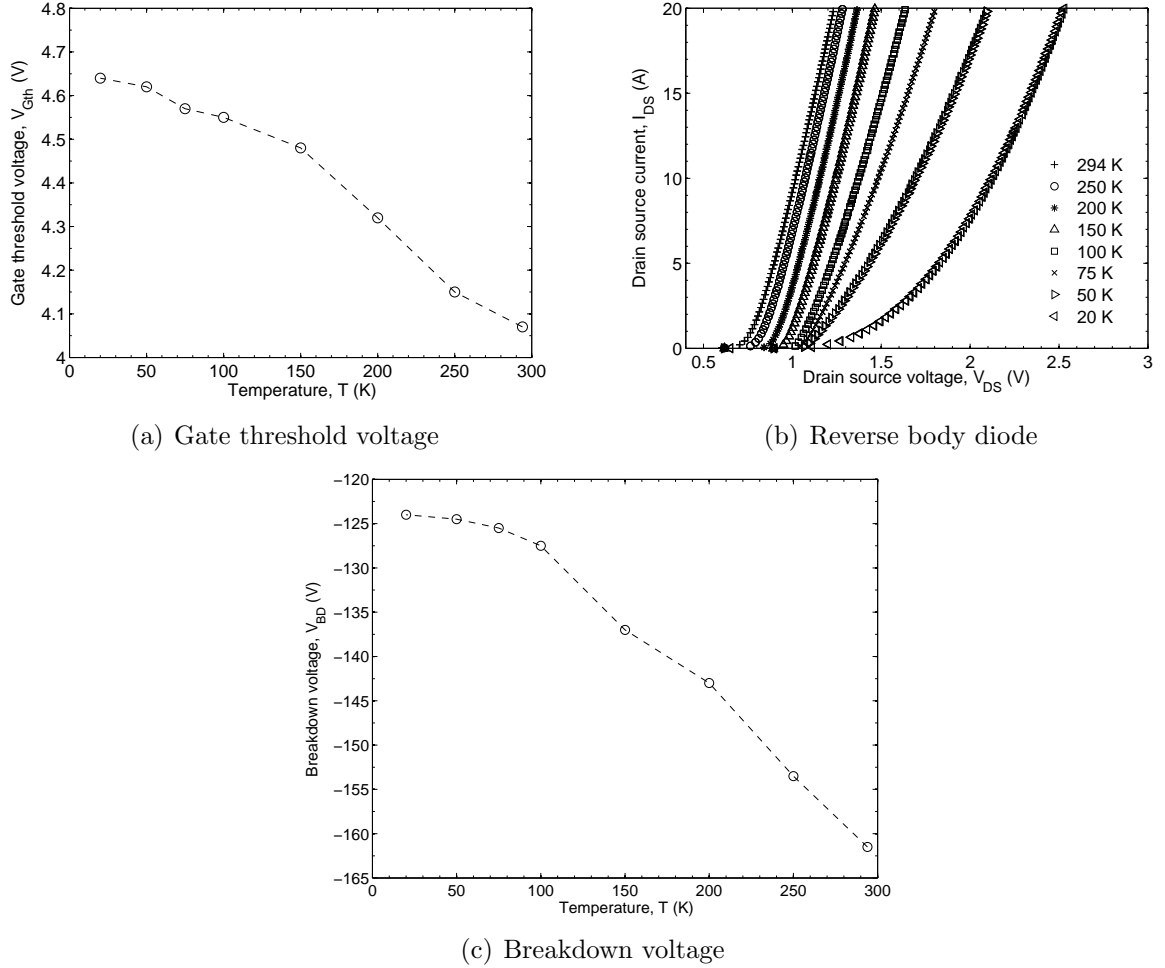 4.8
4.7
4.6
4.5
4.4
4.3
4.2
4.1
4
Gate threshold voltage, V_Gth (V)
0 50 100 150 200 250 300
Temperature, T (K)
(a) Gate threshold voltage
20
15
10
5
0
Drain source current, I_DS (A)
294 K
250 K
200 K
150 K
100 K
75 K
50 K
20 K
0.5 1 1.5 2 2.5 3
Drain source voltage, V_DS (V)
(b) Reverse body diode
−120
−125
−130
−135
−140
−145
−150
−155
−160
−165
Breakdown voltage, V_BD (V)
0 50 100 150 200 250 300
Temperature, T (K)
(c) Breakdown voltage